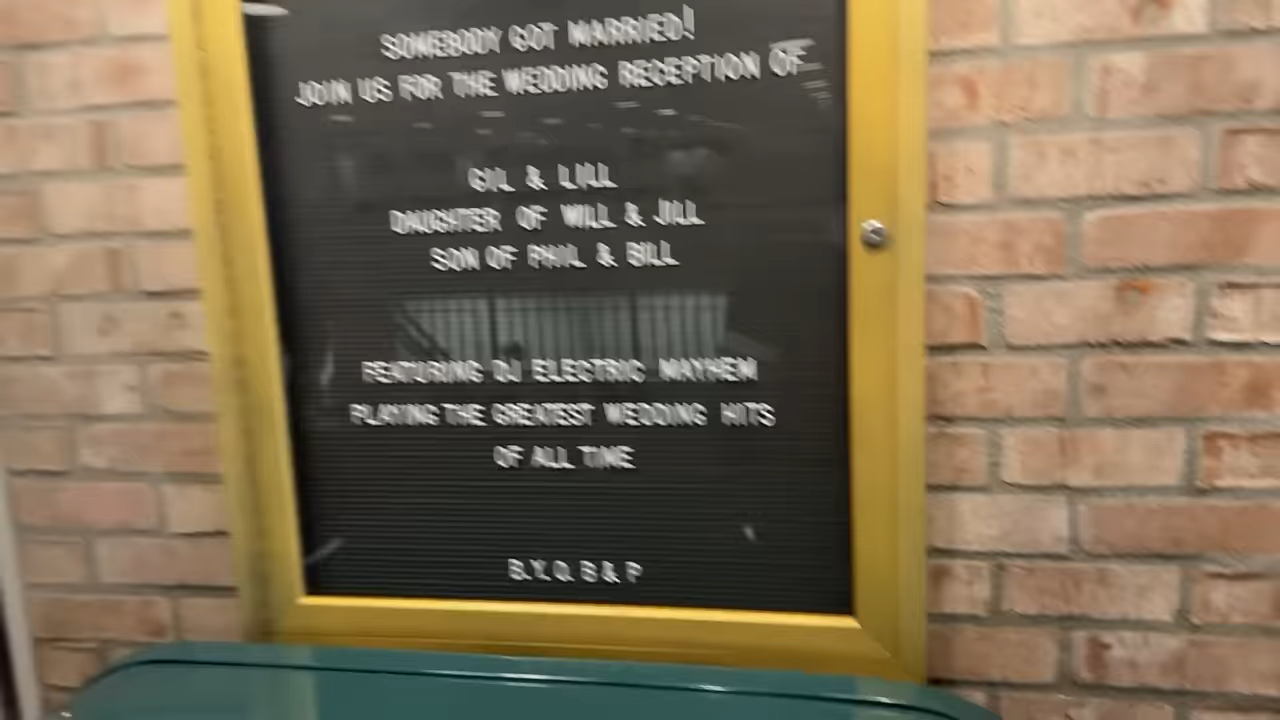 SOMEBODY GOT MARRIED!
JOIN US FOR THE WEDDING RECEPTION OF
GIL & LILL
DAUGHTER OF WILL & JILL
SON OF PHIL & BILL
FEATURING DJ ELECTRIC MAYHEM
PLAYING THE GREATEST WEDDING HITS
OF ALL TIME
B.Y.O. B & P